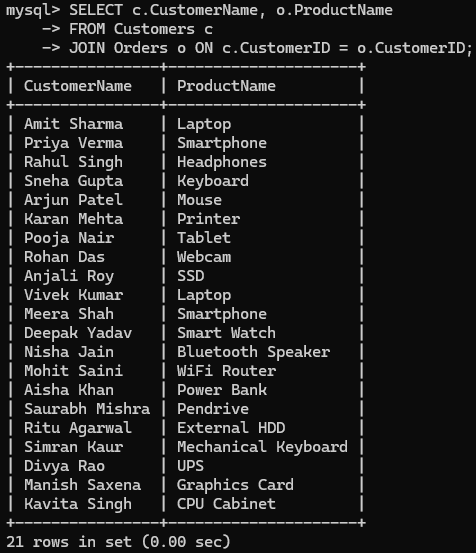 mysql> SELECT c.CustomerName, o.ProductName
    -> FROM Customers c
    -> JOIN Orders o ON c.CustomerID = o.CustomerID;
+---------------+---------------------+
| CustomerName   | ProductName         |
+---------------+---------------------+
| Amit Sharma    | Laptop              |
| Priya Verma    | Smartphone          |
| Rahul Singh    | Headphones          |
| Sneha Gupta    | Keyboard            |
| Arjun Patel    | Mouse               |
| Karan Mehta    | Printer             |
| Pooja Nair     | Tablet              |
| Rohan Das      | Webcam              |
| Anjali Roy     | SSD                 |
| Vivek Kumar    | Laptop              |
| Meera Shah     | Smartphone          |
| Deepak Yadav   | Smart Watch         |
| Nisha Jain     | Bluetooth Speaker   |
| Mohit Saini    | WiFi Router         |
| Aisha Khan     | Power Bank          |
| Saurabh Mishra | Pendrive            |
| Ritu Agarwal   | External HDD        |
| Simran Kaur    | Mechanical Keyboard |
| Divya Rao      | UPS                 |
| Manish Saxena  | Graphics Card       |
| Kavita Singh   | CPU Cabinet         |
+---------------+---------------------+
21 rows in set (0.00 sec)